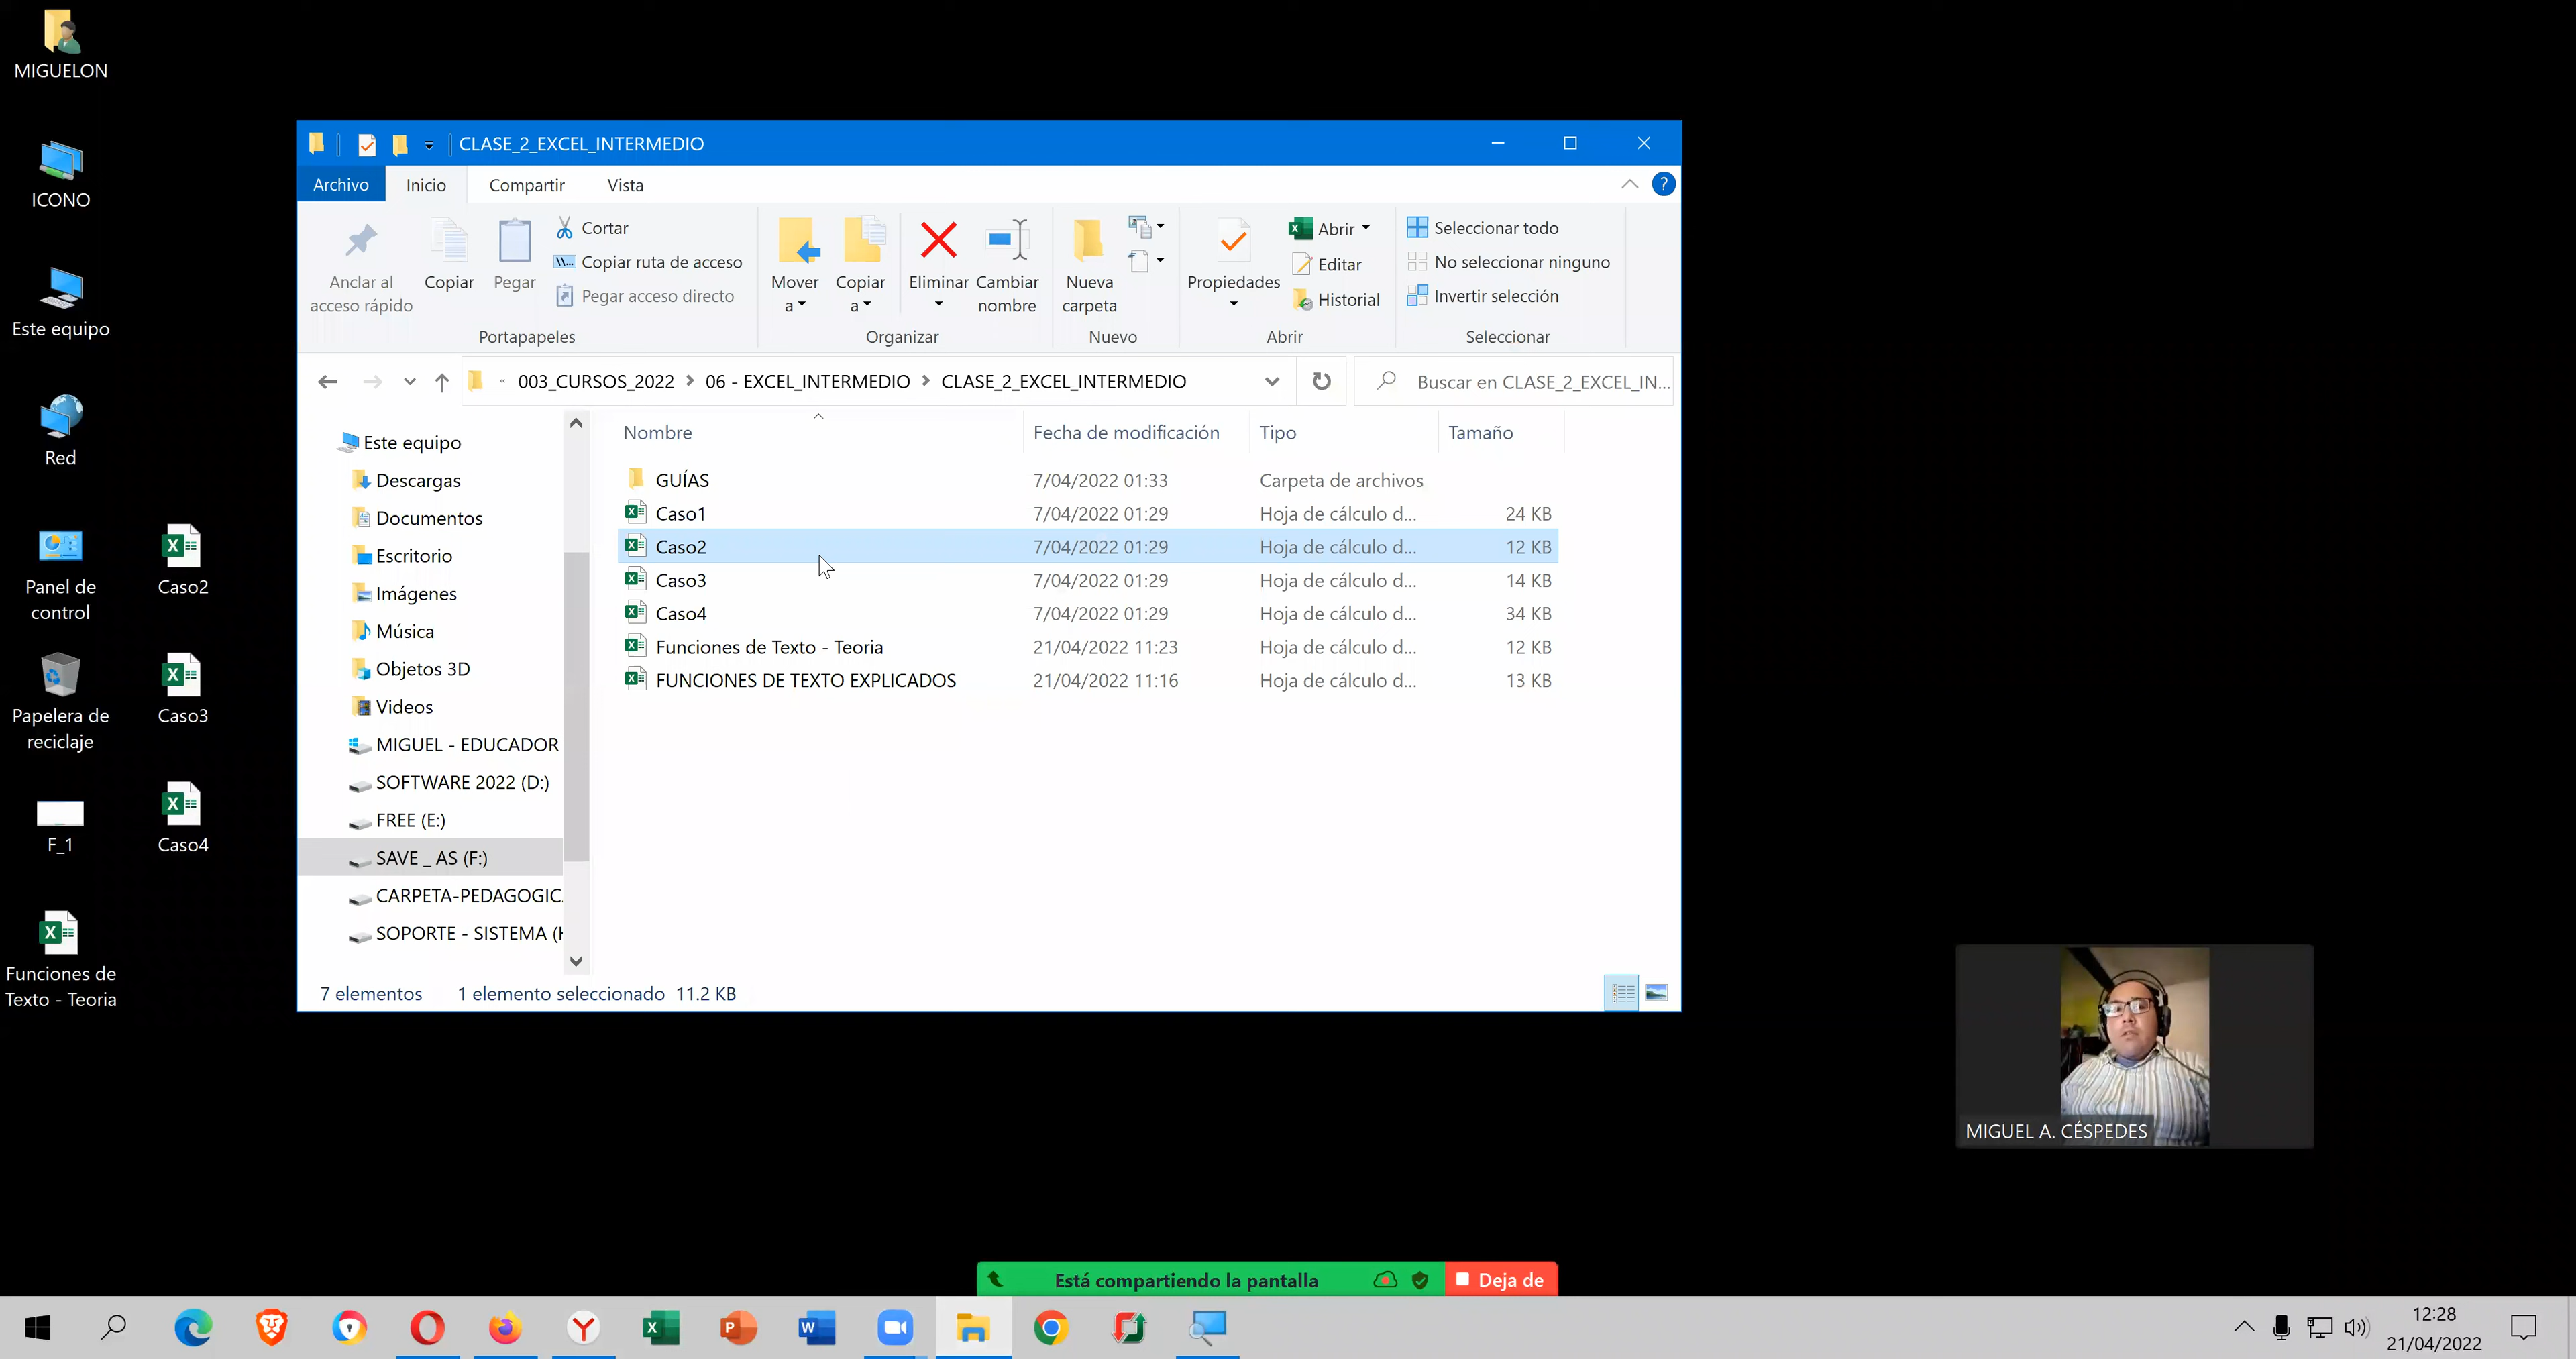 MIGUELON
ICONO
Este equipo
Red
Panel de
control
Caso2
Papelera de
reciclaje
Caso3
F_1
Caso4
Funciones de
Texto - Teoria
CLASE_2_EXCEL_INTERMEDIO
Archivo
Inicio
Compartir
Vista
Anclar al
acceso rápido
Copiar
Pegar
Cortar
Copiar ruta de acceso
Pegar acceso directo
Portapapeles
Mover
a
Copiar
a
Eliminar
Cambiar
nombre
Organizar
Nueva
carpeta
Nuevo
Propiedades
Abrir
Editar
Historial
Abrir
Seleccionar todo
No seleccionar ninguno
Invertir selección
Seleccionar
« 003_CURSOS_2022 > 06 - EXCEL_INTERMEDIO > CLASE_2_EXCEL_INTERMEDIO
Buscar en CLASE_2_EXCEL_IN...
Este equipo
Descargas
Documentos
Escritorio
Imágenes
Música
Objetos 3D
Videos
MIGUEL - EDUCADOR
SOFTWARE 2022 (D:)
FREE (E:)
SAVE _ AS (F:)
CARPETA-PEDAGOGICA
SOPORTE - SISTEMA (H
Nombre Fecha de modificación Tipo Tamaño
GUÍAS 7/04/2022 01:33 Carpeta de archivos
Caso1 7/04/2022 01:29 Hoja de cálculo d... 24 KB
Caso2 7/04/2022 01:29 Hoja de cálculo d... 12 KB
Caso3 7/04/2022 01:29 Hoja de cálculo d... 14 KB
Caso4 7/04/2022 01:29 Hoja de cálculo d... 34 KB
Funciones de Texto - Teoria 21/04/2022 11:23 Hoja de cálculo d... 12 KB
FUNCIONES DE TEXTO EXPLICADOS 21/04/2022 11:16 Hoja de cálculo d... 13 KB
7 elementos 1 elemento seleccionado 11.2 KB
MIGUEL A. CÉSPEDES
Está compartiendo la pantalla
Deja de
12:28
21/04/2022